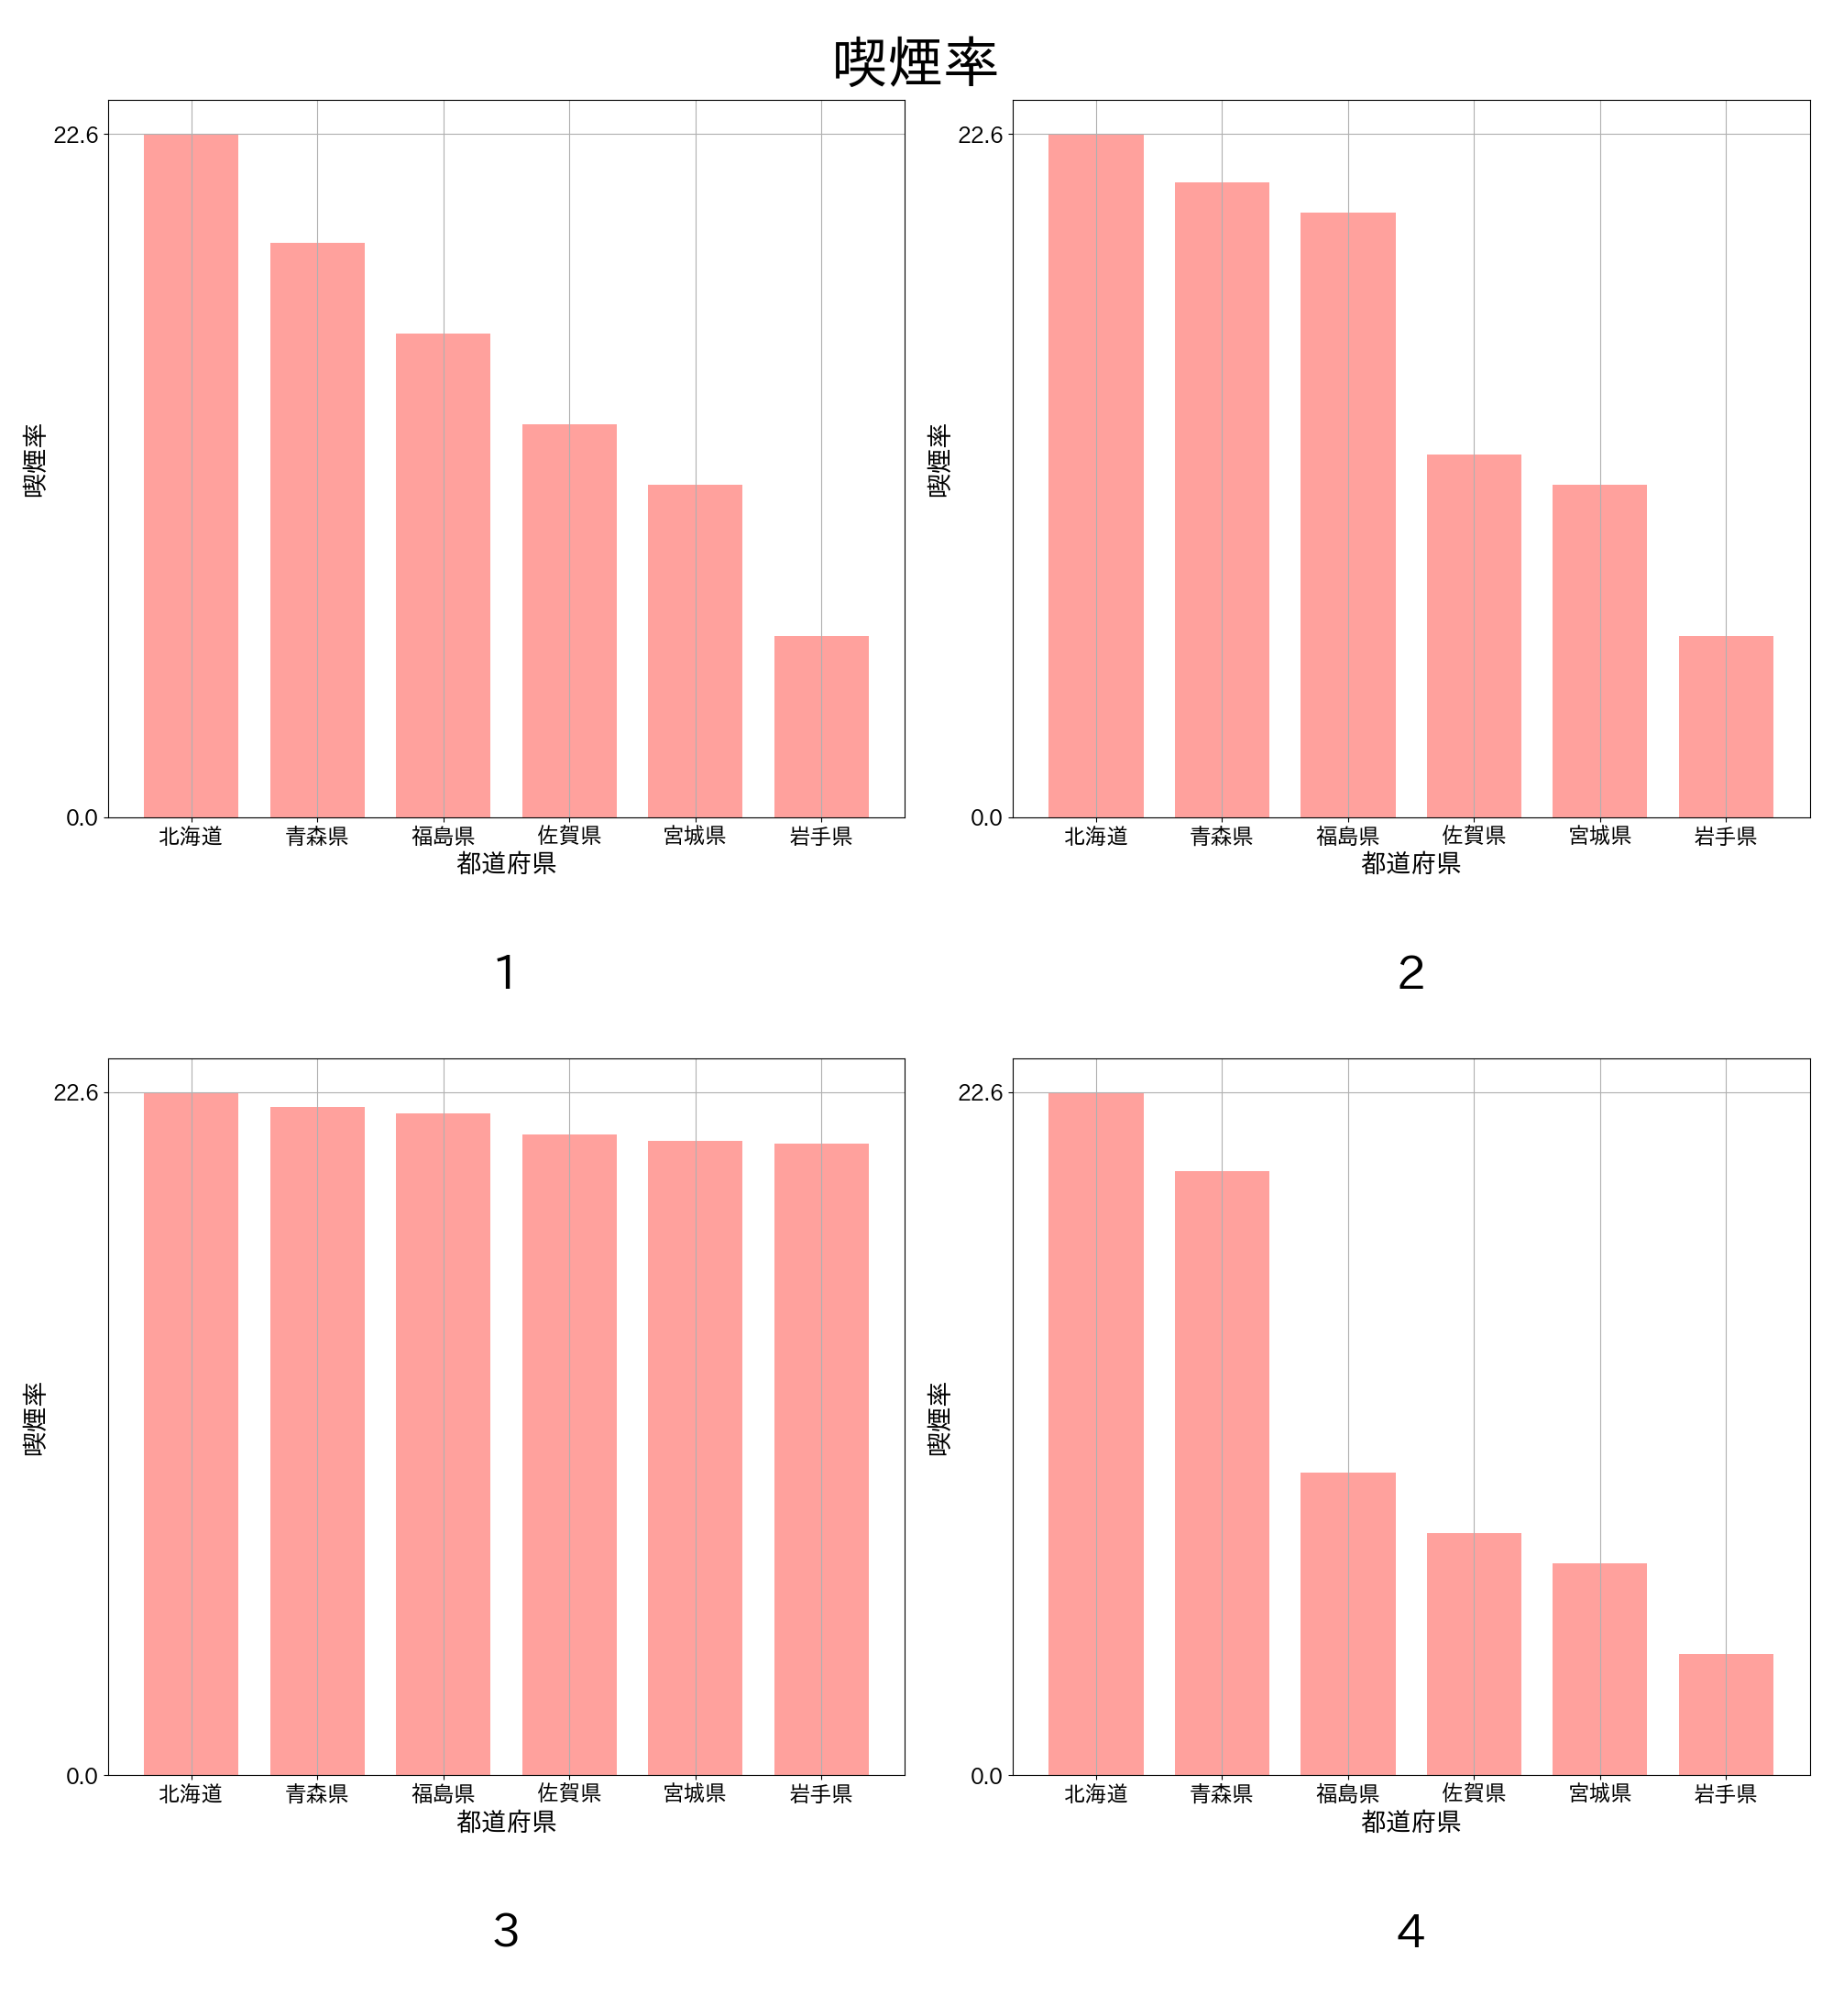 喫煙率
22.6
0.0
喫煙率
北海道 青森県 福島県 佐賀県 宮城県 岩手県
都道府県
1
22.6
0.0
喫煙率
北海道 青森県 福島県 佐賀県 宮城県 岩手県
都道府県
2
22.6
0.0
喫煙率
北海道 青森県 福島県 佐賀県 宮城県 岩手県
都道府県
3
22.6
0.0
喫煙率
北海道 青森県 福島県 佐賀県 宮城県 岩手県
都道府県
4